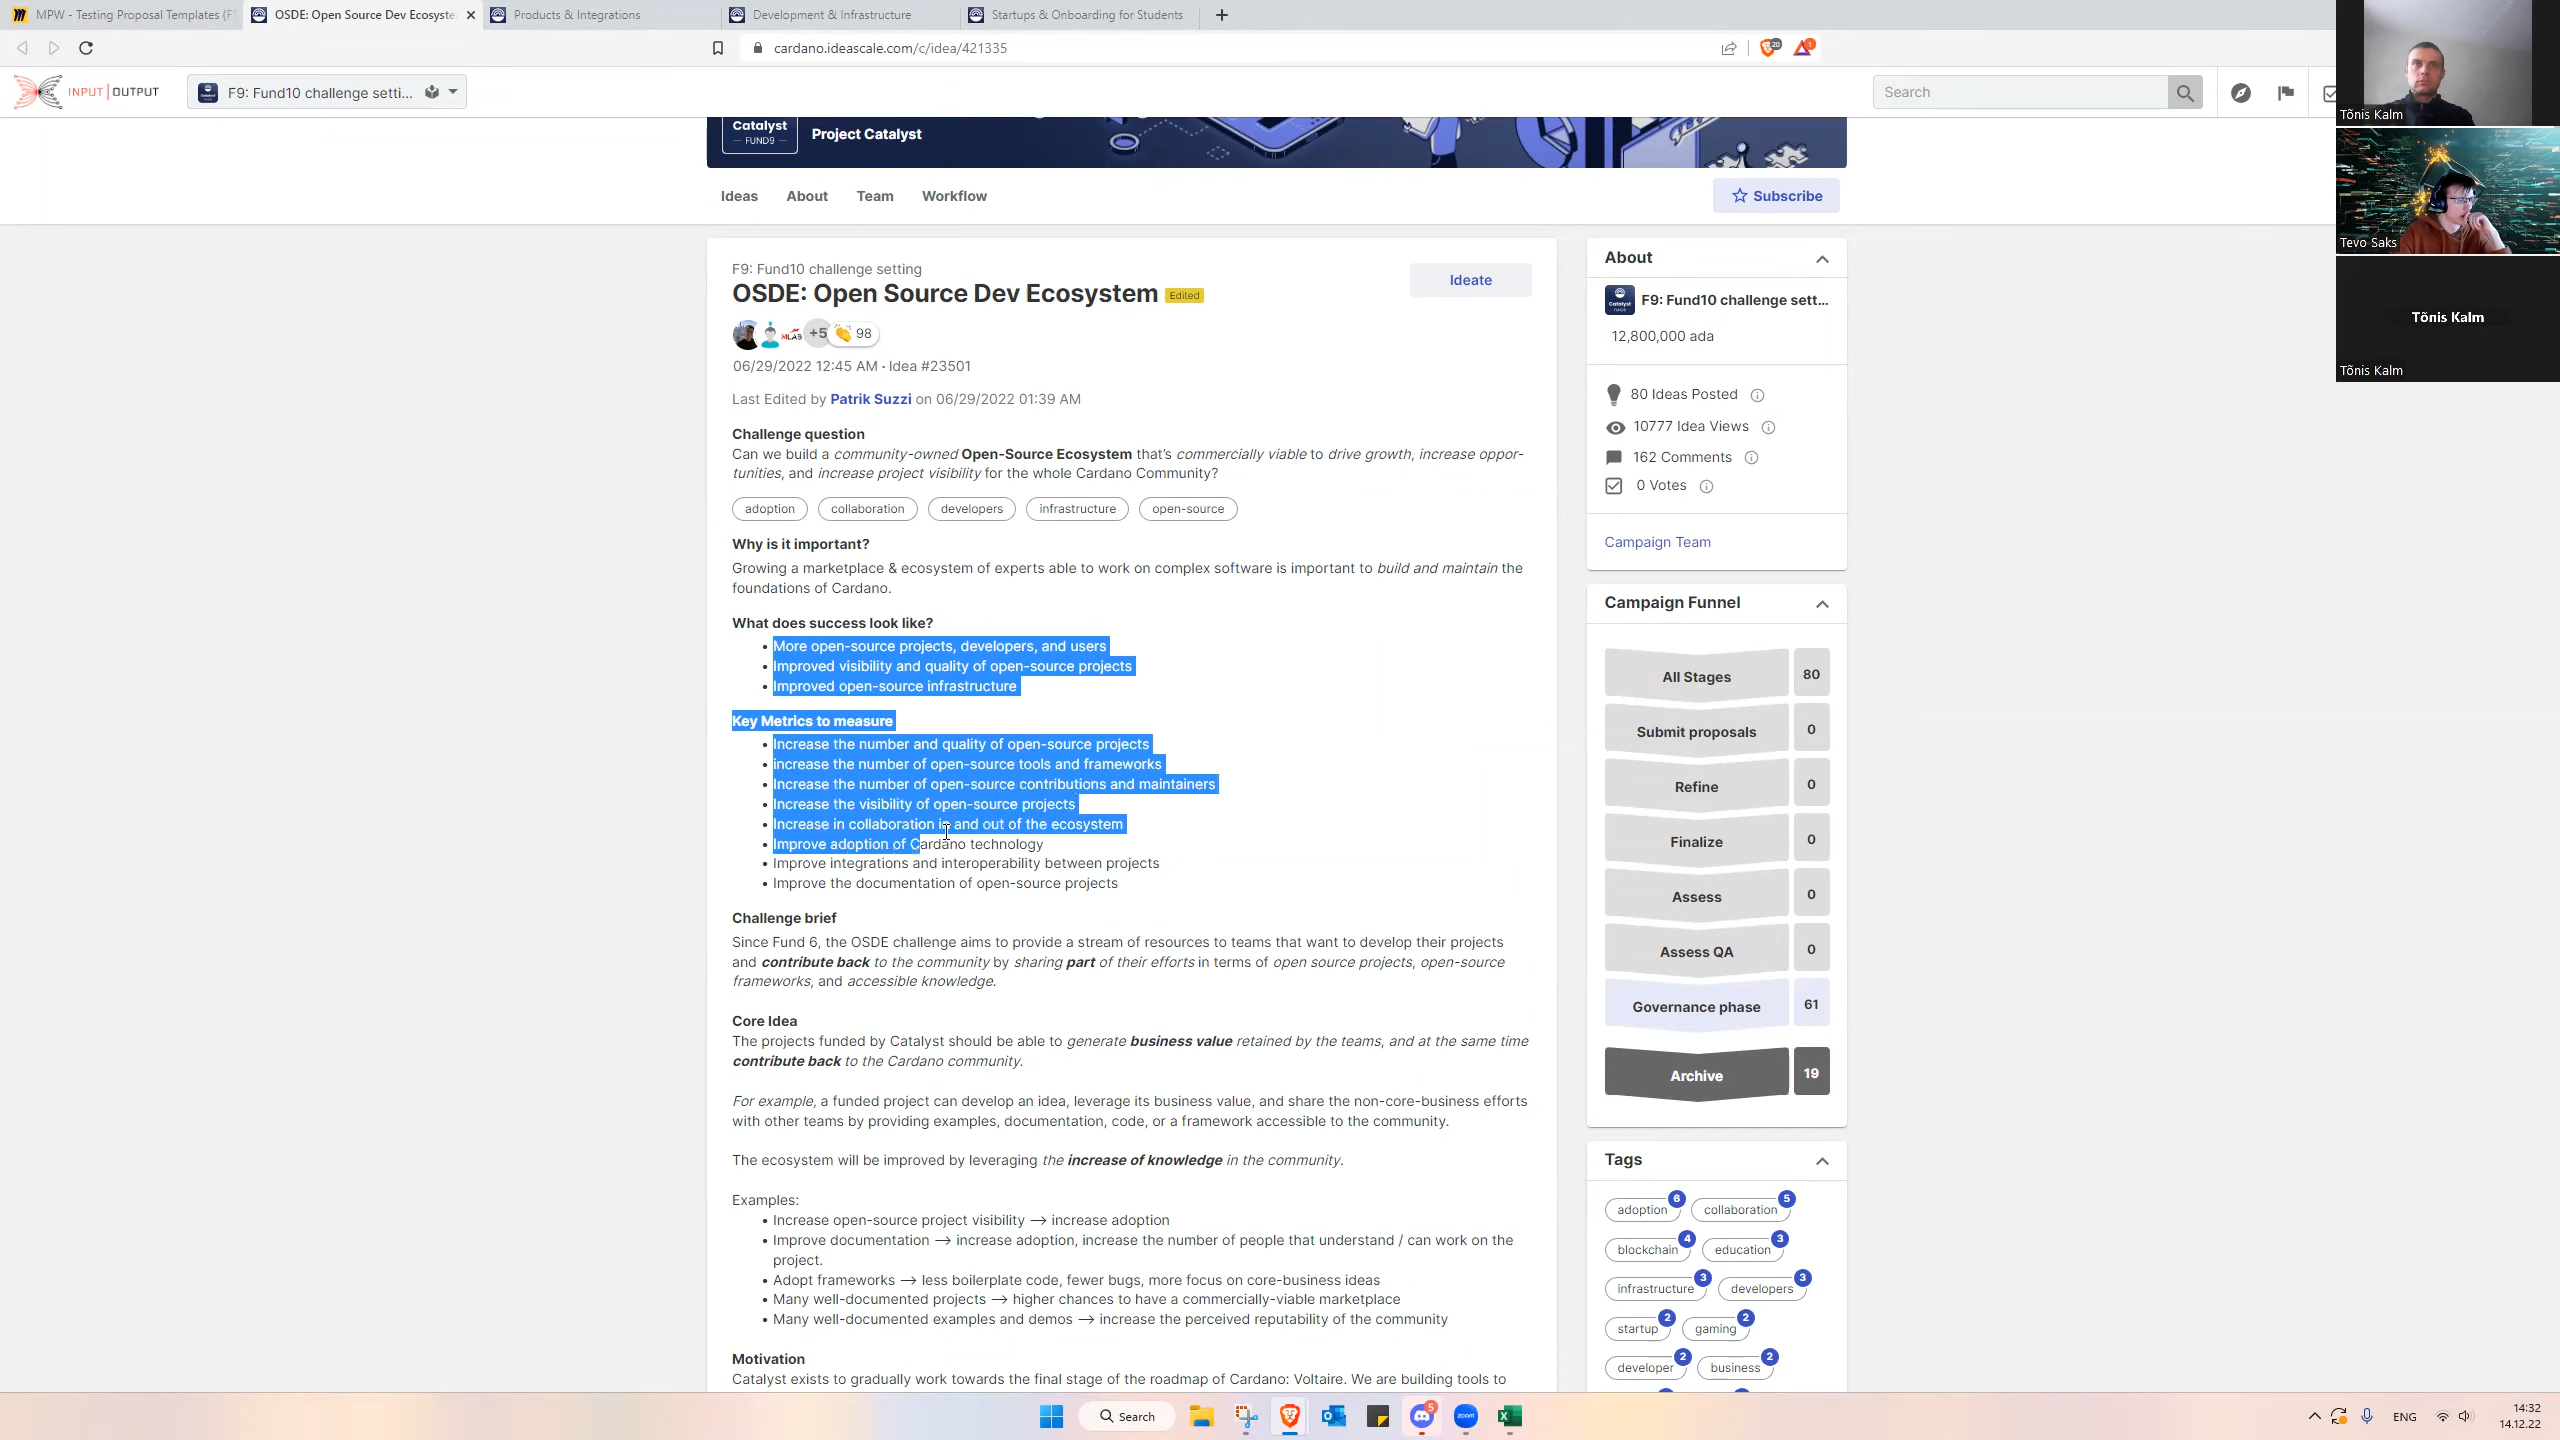 MPW - Testing Proposal Templates (F
OSDE: Open Source Dev Ecosyste
Products & Integrations
Development & Infrastructure
Startups & Onboarding for Students
cardano.ideascale.com/c/idea/421335
20
1
INPUT | OUTPUT
F9: Fund10 challenge setti...
Search
Tõnis Kalm
Tevo Saks
Tõnis Kalm
Tõnis Kalm
Catalyst
— FUND9 —
Project Catalyst
Ideas
About
Team
Workflow
Subscribe
F9: Fund10 challenge setting
OSDE: Open Source Dev Ecosystem Edited
Ideate
MLAB +5 98
06/29/2022 12:45 AM • Idea #23501
Last Edited by Patrik Suzzi on 06/29/2022 01:39 AM
Challenge question
Can we build a community-owned Open-Source Ecosystem that's commercially viable to drive growth, increase oppor-
tunities, and increase project visibility for the whole Cardano Community?
adoption
collaboration
developers
infrastructure
open-source
Why is it important?
Growing a marketplace & ecosystem of experts able to work on complex software is important to build and maintain the
foundations of Cardano.
What does success look like?
• More open-source projects, developers, and users
• Improved visibility and quality of open-source projects
• Improved open-source infrastructure
Key Metrics to measure
• Increase the number and quality of open-source projects
• increase the number of open-source tools and frameworks
• Increase the number of open-source contributions and maintainers
• Increase the visibility of open-source projects
• Increase in collaboration in and out of the ecosystem
• Improve adoption of Cardano technology
• Improve integrations and interoperability between projects
• Improve the documentation of open-source projects
Challenge brief
Since Fund 6, the OSDE challenge aims to provide a stream of resources to teams that want to develop their projects
and contribute back to the community by sharing part of their efforts in terms of open source projects, open-source
frameworks, and accessible knowledge.
Core Idea
The projects funded by Catalyst should be able to generate business value retained by the teams, and at the same time
contribute back to the Cardano community.
For example, a funded project can develop an idea, leverage its business value, and share the non-core-business efforts
with other teams by providing examples, documentation, code, or a framework accessible to the community.
The ecosystem will be improved by leveraging the increase of knowledge in the community.
Examples:
• Increase open-source project visibility —> increase adoption
• Improve documentation —> increase adoption, increase the number of people that understand / can work on the
project.
• Adopt frameworks —> less boilerplate code, fewer bugs, more focus on core-business ideas
• Many well-documented projects —> higher chances to have a commercially-viable marketplace
• Many well-documented examples and demos —> increase the perceived reputability of the community
Motivation
Catalyst exists to gradually work towards the final stage of the roadmap of Cardano: Voltaire. We are building tools to
About
F9: Fund10 challenge sett...
12,800,000 ada
80 Ideas Posted
10777 Idea Views
162 Comments
0 Votes
Campaign Team
Campaign Funnel
All Stages 80
Submit proposals 0
Refine 0
Finalize 0
Assess 0
Assess QA 0
Governance phase 61
Archive 19
Tags
adoption 6
collaboration 5
blockchain 4
education 3
infrastructure 3
developers 3
startup 2
gaming 2
developer 2
business 2
Search
5
zoom
ENG
14:32
14.12.22